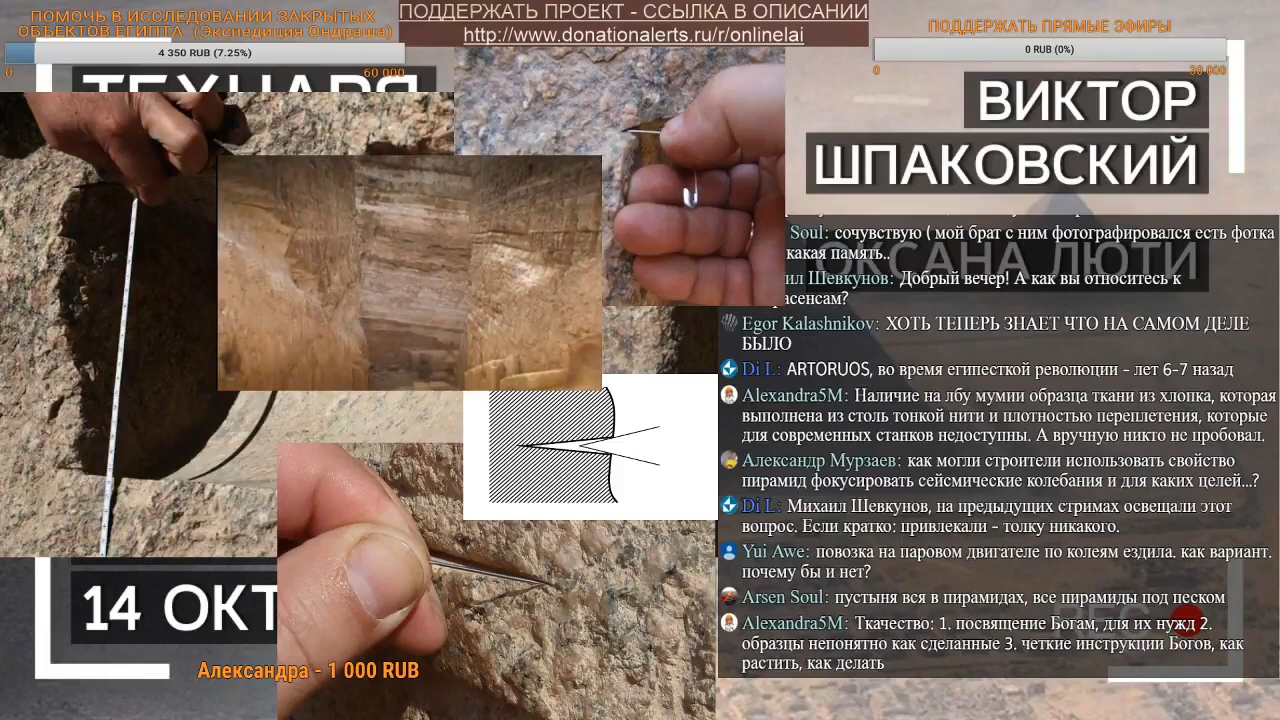 ПОМОЧЬ В ИССЛЕДОВАНИИ ЗАКРЫТЫХ
ОБЪЕКТОВ ЕГИПТА (Экспедиция Ондраша)
4 350 RUB (7.25%)
0 60 000
ТЕХНАРЯ
ПОДДЕРЖАТЬ ПРОЕКТ - ССЫЛКА В ОПИСАНИИ
http://www.donationalerts.ru/r/onlinelai
ПОДДЕРЖАТЬ ПРЯМЫЕ ЭФИРЫ
0 RUB (0%)
0 30 000
ВИКТОР
ШПАКОВСКИЙ
ОКСАНА ЛЮТИ
Soul: сочувствую ( мой брат с ним фотографировался есть фотка
какая память..
ил Шевкунов: Добрый вечер! А как вы относитесь к
расенсам?
Egor Kalashnikov: ХОТЬ ТЕПЕРЬ ЗНАЕТ ЧТО НА САМОМ ДЕЛЕ
БЫЛО
Di L: ARTORUOS, во время египесткой революции - лет 6-7 назад
Alexandra5M: Наличие на лбу мумии образца ткани из хлопка, которая
выполнена из столь тонкой нити и плотностью переплетения, которые
для современных станков недоступны. А вручную никто не пробовал.
Александр Мурзаев: как могли строители использовать свойство
пирамид фокусировать сейсмические колебания и для каких целей...?
Di L: Михаил Шевкунов, на предыдущих стримах освещали этот
вопрос. Если кратко: привлекали - толку никакого.
Yui Awe: повозка на паровом двигателе по колеям ездила. как вариант.
почему бы и нет?
Arsen Soul: пустыня вся в пирамидах, все пирамиды под песком
Alexandra5M: Ткачество: 1. посвящение Богам, для их нужд 2.
образцы непонятно как сделанные 3. четкие инструкции Богов, как
растить, как делать
REC
14 ОКТ
Александра - 1 000 RUB